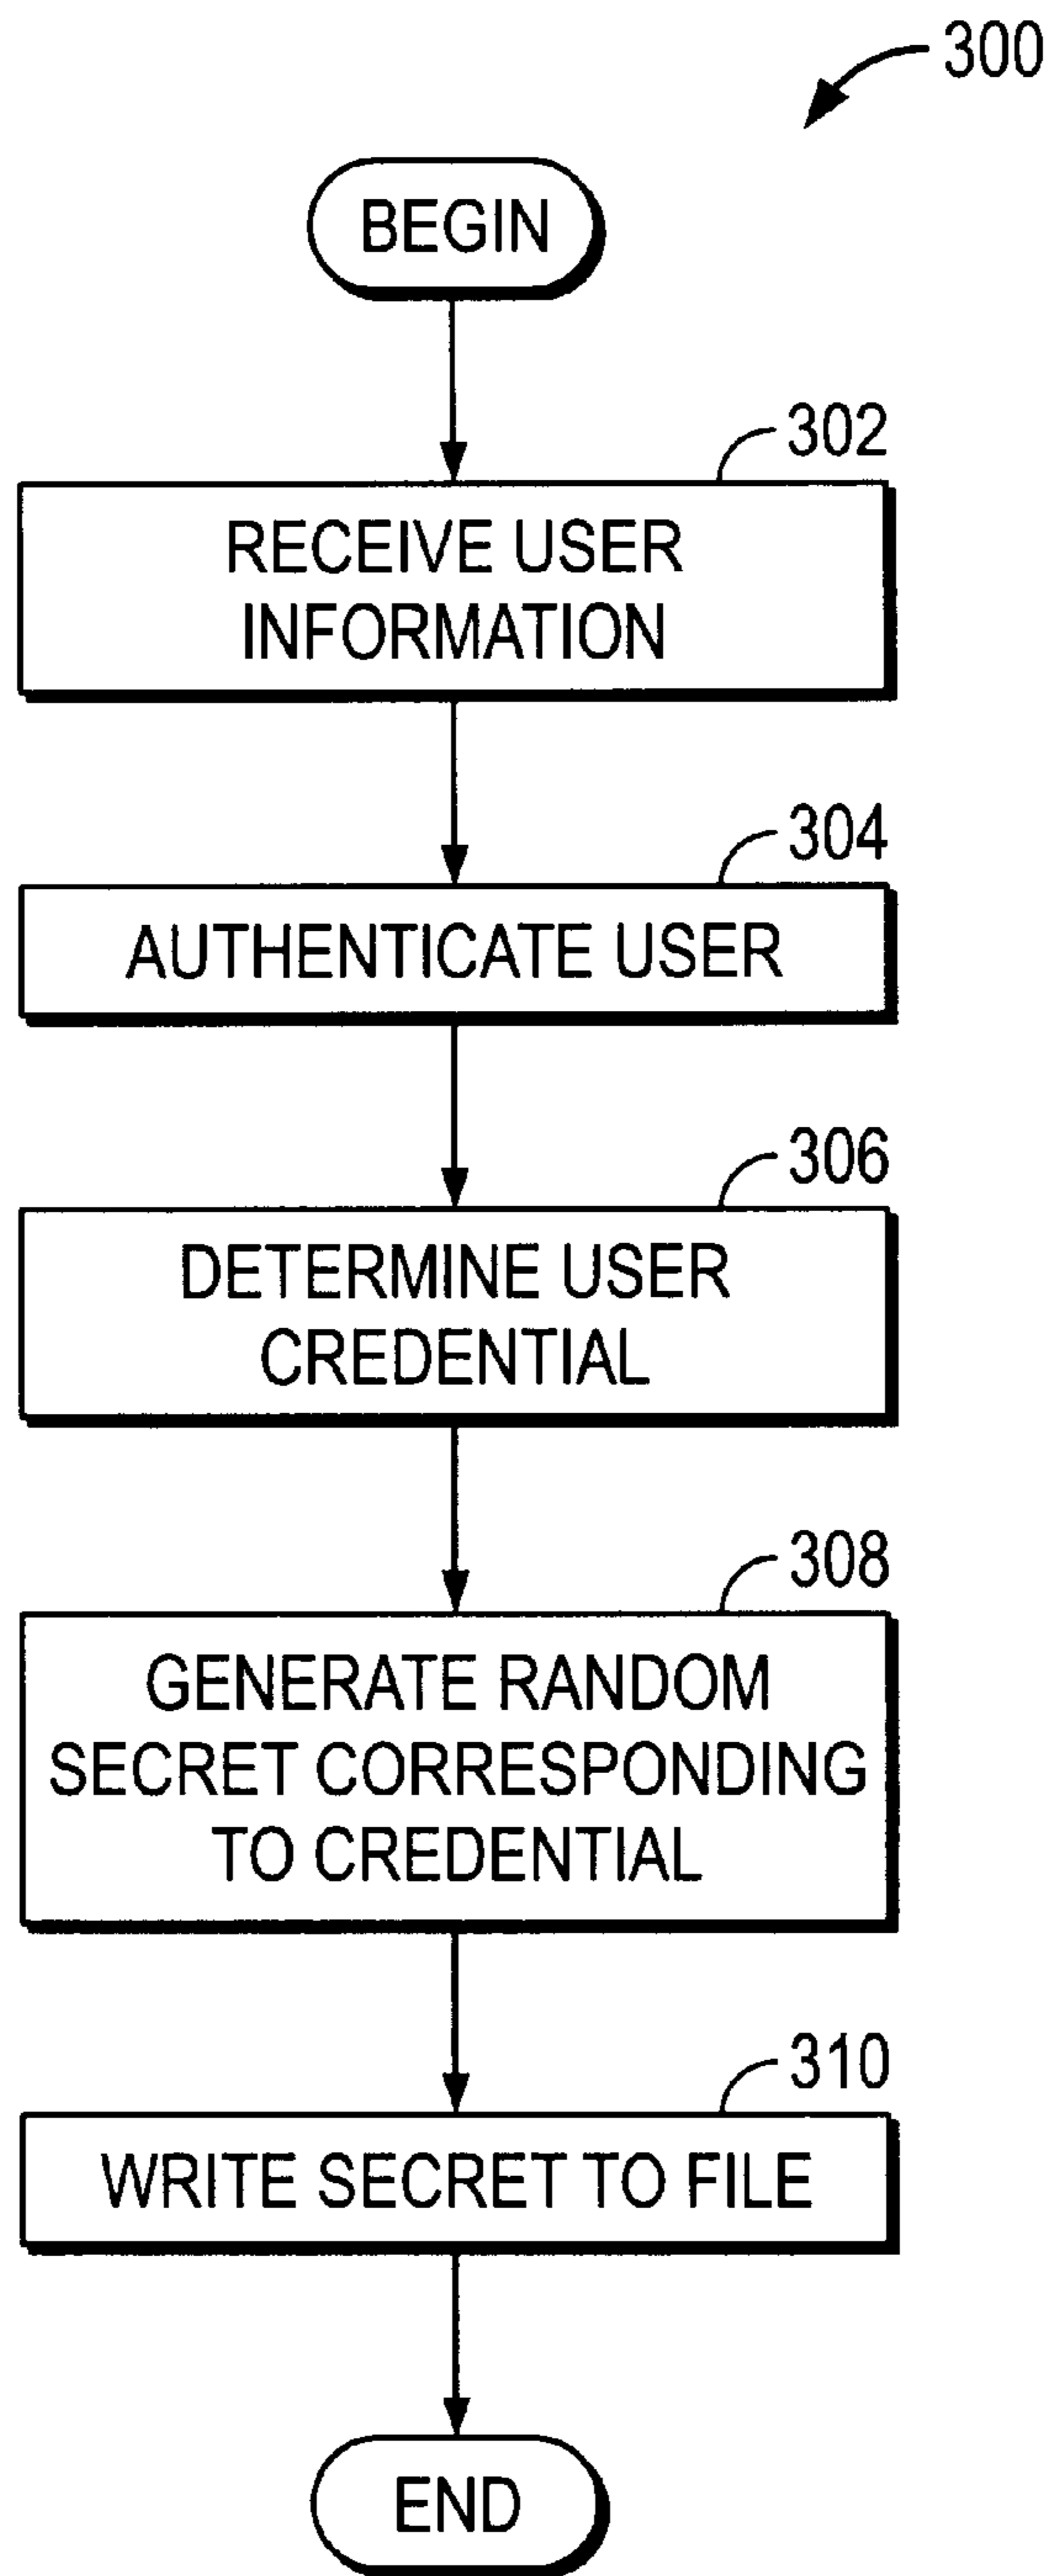 300
BEGIN
302
RECEIVE USER
INFORMATION
304
AUTHENTICATE USER
306
DETERMINE USER
CREDENTIAL
308
GENERATE RANDOM
SECRET CORRESPONDING
TO CREDENTIAL
310
WRITE SECRET TO FILE
END